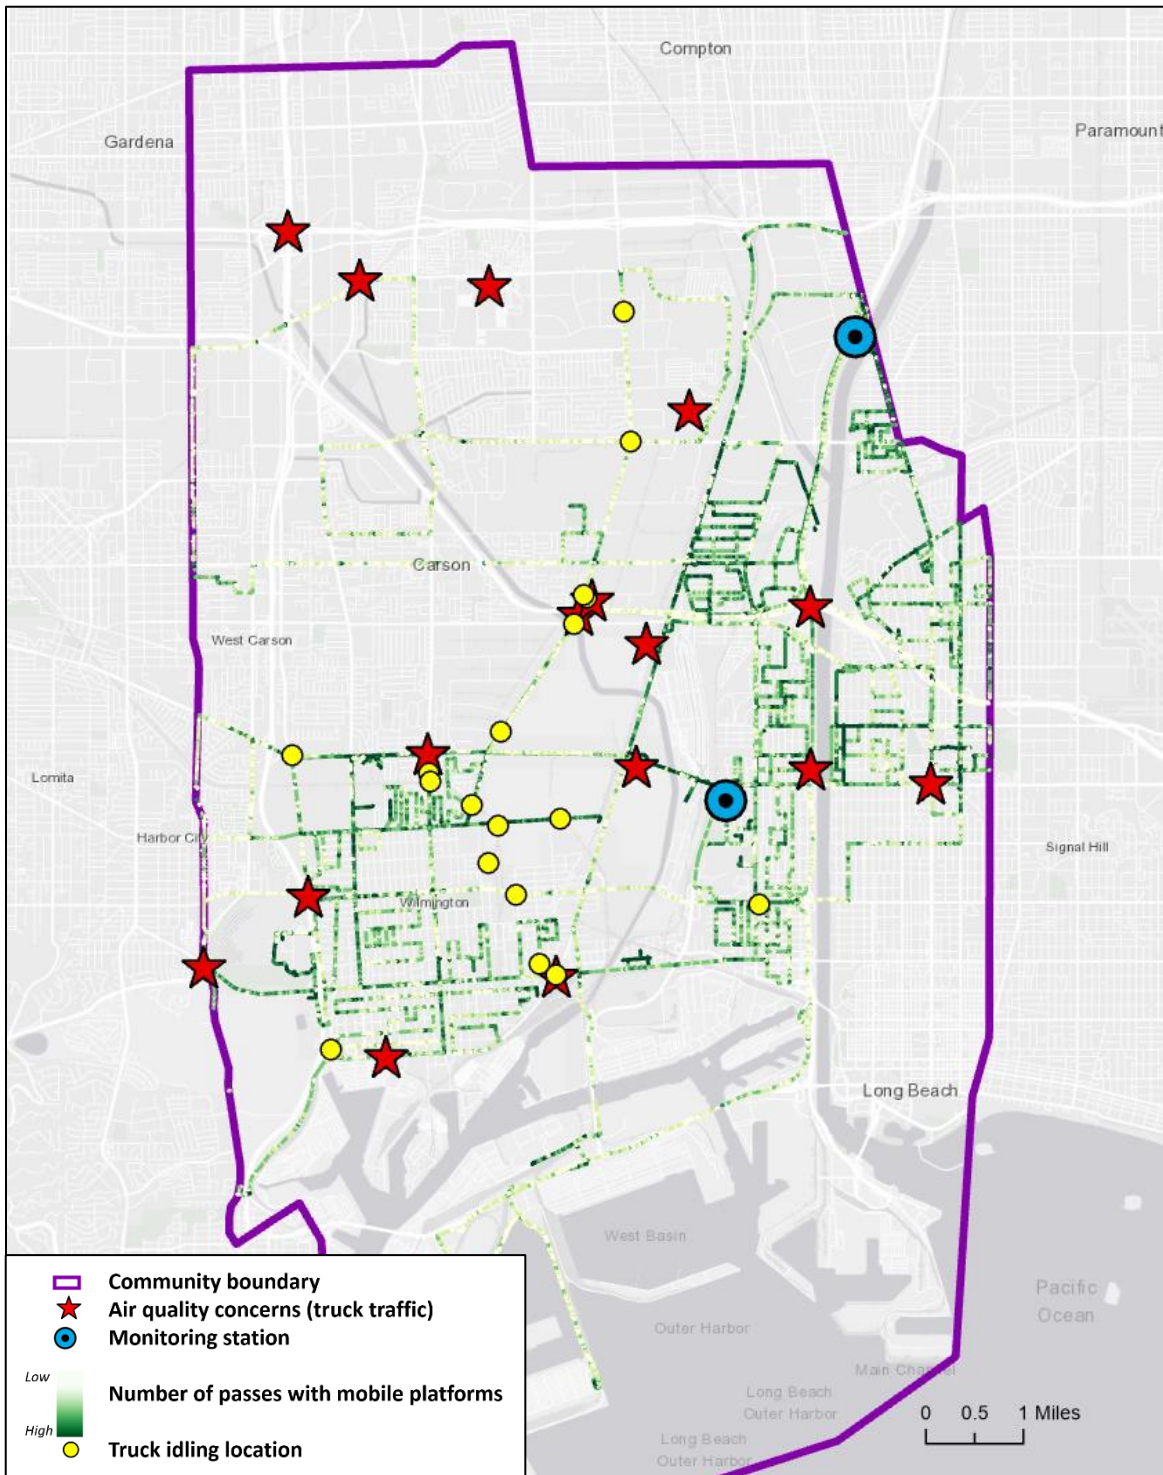 Compton
Paramount
Gardena
Carson
West Carson
Lomita
Harbor City
Signal Hill
Wilmington
Long Beach
West Basin
Pacific
Ocean
Outer Harbor
Main Channel
Long Beach
Outer Harbor
Long Beach
Outer Harbor
0 0.5 1 Miles
Community boundary
Air quality concerns (truck traffic)
Monitoring station
Low
Number of passes with mobile platforms
High
Truck idling location